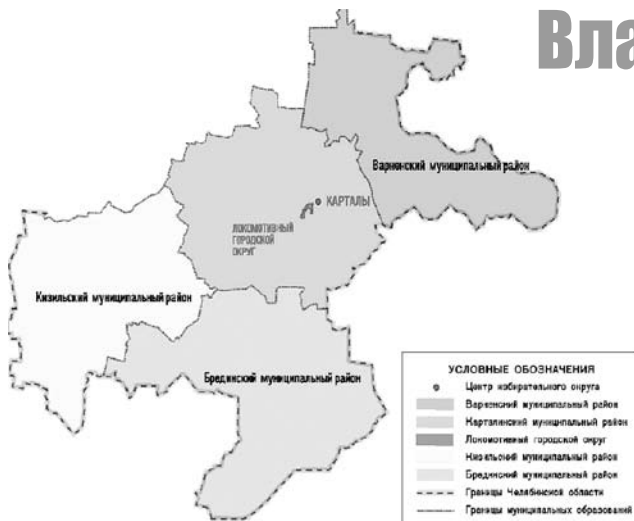 Вла
Варненский муниципальный район
КАРТАЛЫ
ЛОКОМОТИВНЫЙ
ГОРОДСКОЙ
ОКРУГ
Кизильский муниципальный район
Брединский муниципальный район
УСЛОВНЫЕ ОБОЗНАЧЕНИЯ
Центр избирательного округа
Варненский муниципальный район
Карталинский муниципальный район
Локомотивный городской округ
Кизильский муниципальный район
Брединский муниципальный район
Границы Челябинской области
Границы муниципальных образований